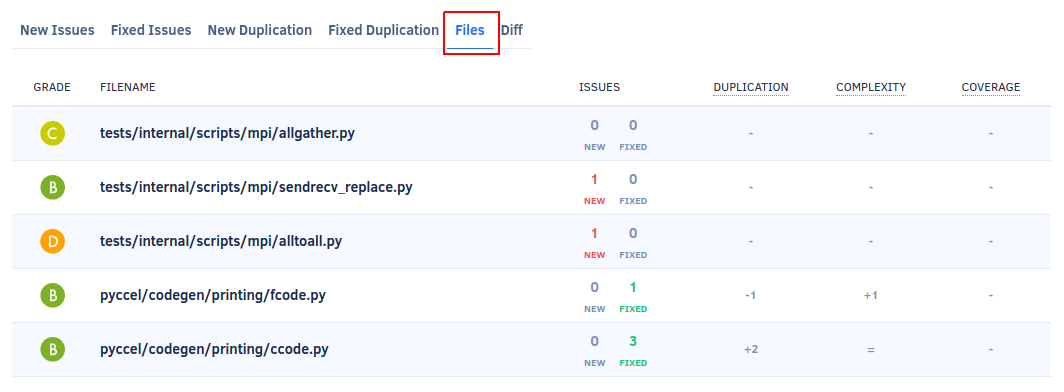 New Issues Fixed Issues New Duplication Fixed Duplication Files Diff
GRADE FILENAME ISSUES DUPLICATION COMPLEXITY COVERAGE
C tests/internal/scripts/mpi/allgather.py 0 0 - - -
NEW FIXED
B tests/internal/scripts/mpi/sendrecv_replace.py 1 0 - - -
NEW FIXED
D tests/internal/scripts/mpi/alltoall.py 1 0 - - -
NEW FIXED
B pyccel/codegen/printing/fcode.py 0 1 -1 +1 -
NEW FIXED
B pyccel/codegen/printing/ccode.py 0 3 +2 = -
NEW FIXED